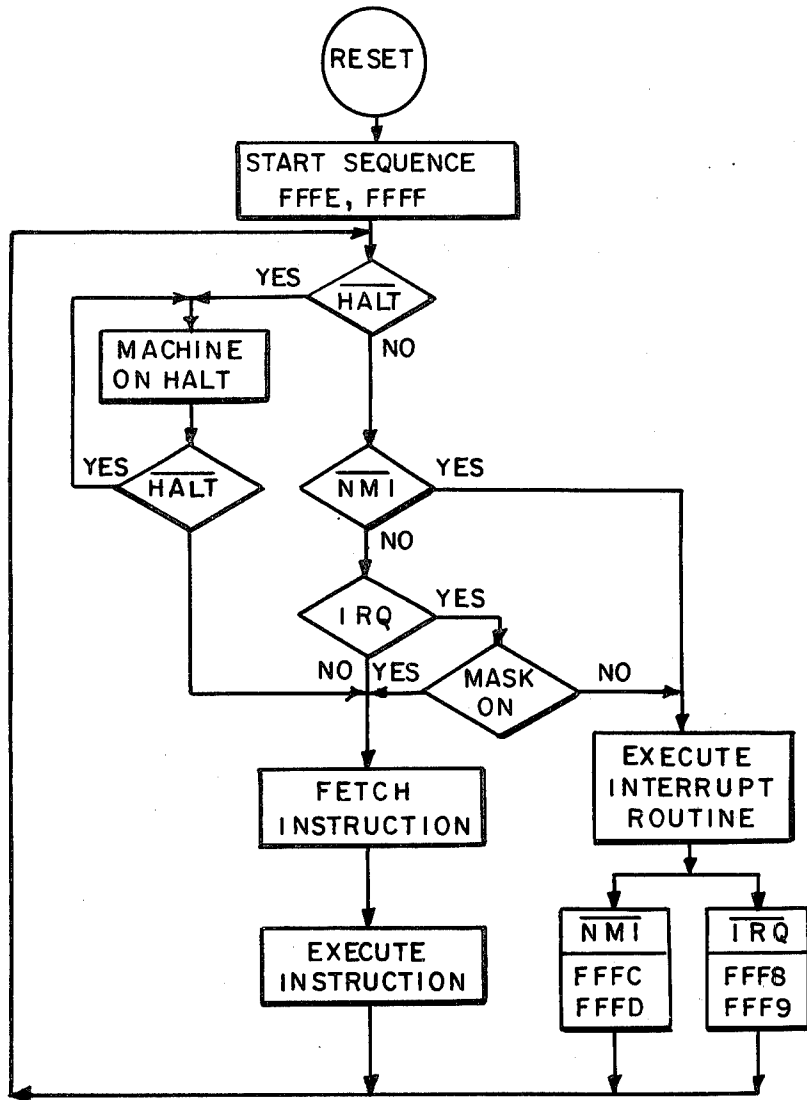 RESET
START SEQUENCE
FFFE, FFFF
YES
HALT
NO
MACHINE
ON HALT
YES
HALT
NMI
YES
NO
IRQ
YES
NO
YES
MASK
ON
NO
FETCH
INSTRUCTION
EXECUTE
INTERRUPT
ROUTINE
EXECUTE
INSTRUCTION
NMI
FFFC
FFFD
IRQ
FFF8
FFF9